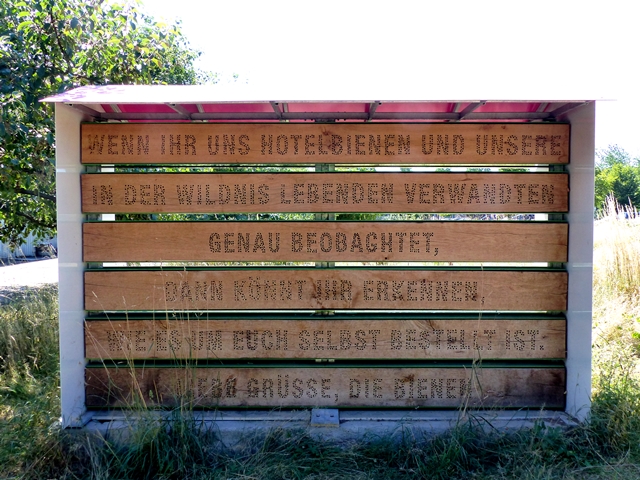 WENN IHR UNS HOTELBIENEN UND UNSERE
IN DER WILDNIS LEBENDEN VERWANDTEN
GENAU BEOBACHTET,
DANN KÖNNT IHR ERKENNEN,
WIE ES UM EUCH SELBST BESTELLT IST.
LIEBE GRÜSSE, DIE BIENEN